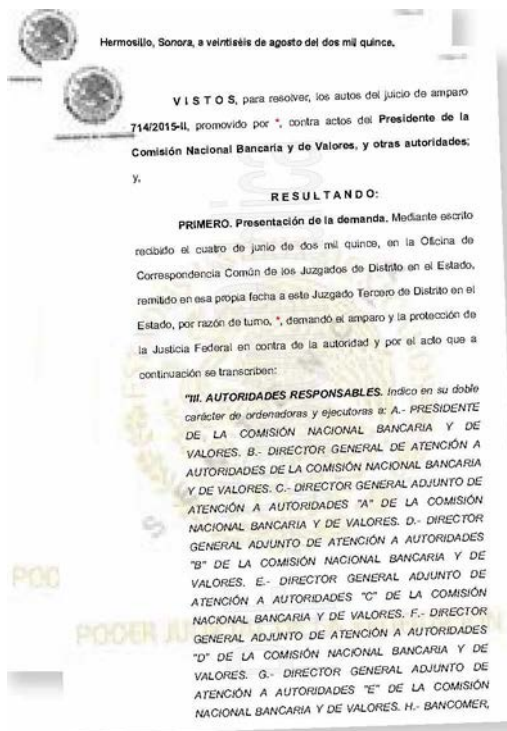 Hermosillo, Sonora, a veintiséis de agosto del dos mil quince.
V I S T O S, para resolver, los autos del juicio de amparo
714/2015-II, promovido por *, contra actos del Presidente de la
Comisión Nacional Bancaria y de Valores, y otras autoridades;
y,
R E S U L T A N D O:
PRIMERO. Presentación de la demanda. Mediante escrito
recibido el cuatro de junio de dos mil quince, en la Oficina de
Correspondencia Común de los Juzgados de Distrito en el Estado,
remitido en esa propia fecha a este Juzgado Tercero de Distrito en el
Estado, por razón de turno, *, demandó el amparo y la protección de
la Justicia Federal en contra de la autoridad y por el acto que a
continuación se transcriben:
"III. AUTORIDADES RESPONSABLES. Indico en su doble
carácter de ordenadoras y ejecutoras a: A.- PRESIDENTE
DE LA COMISIÓN NACIONAL BANCARIA Y DE
VALORES. B.- DIRECTOR GENERAL DE ATENCIÓN A
AUTORIDADES DE LA COMISIÓN NACIONAL BANCARIA
Y DE VALORES. C.- DIRECTOR GENERAL ADJUNTO DE
ATENCIÓN A AUTORIDADES "A" DE LA COMISIÓN
NACIONAL BANCARIA Y DE VALORES. D.- DIRECTOR
GENERAL ADJUNTO DE ATENCIÓN A AUTORIDADES
"B" DE LA COMISIÓN NACIONAL BANCARIA Y DE
VALORES. E.- DIRECTOR GENERAL ADJUNTO DE
ATENCIÓN A AUTORIDADES "C" DE LA COMISIÓN
NACIONAL BANCARIA Y DE VALORES. F.- DIRECTOR
GENERAL ADJUNTO DE ATENCIÓN A AUTORIDADES
"D" DE LA COMISIÓN NACIONAL BANCARIA Y DE
VALORES. G.- DIRECTOR GENERAL ADJUNTO DE
ATENCIÓN A AUTORIDADES "E" DE LA COMISIÓN
NACIONAL BANCARIA Y DE VALORES. H.- BANCOMER,
POD
PODER JU